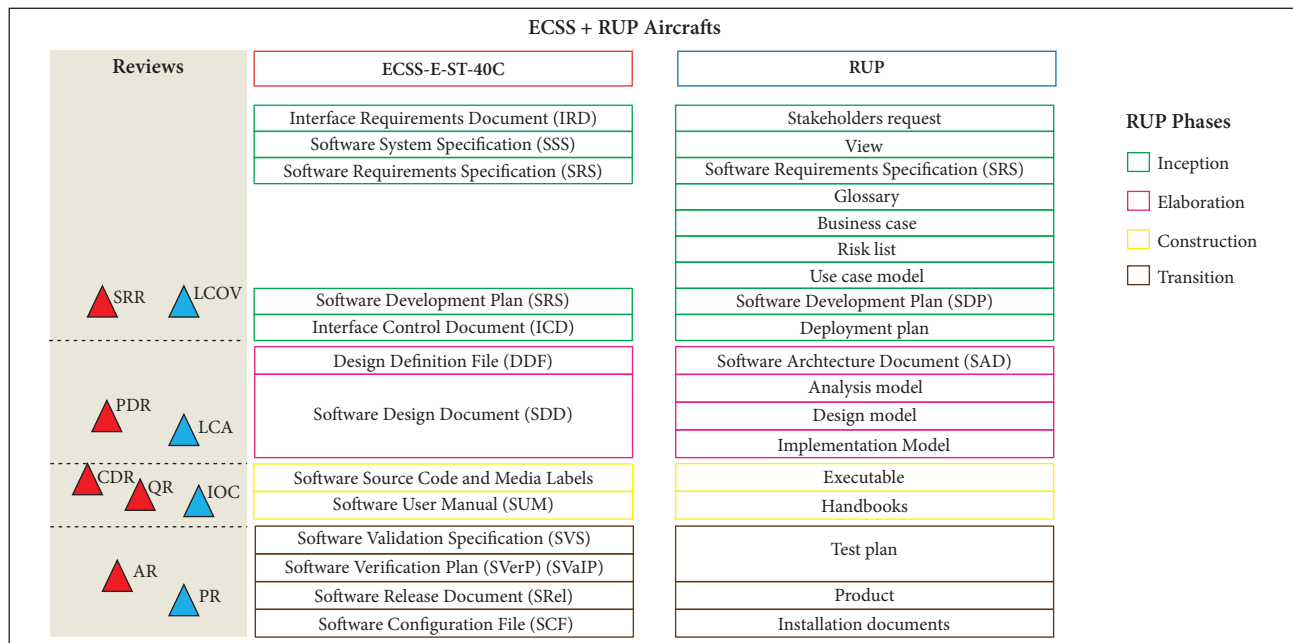 ECSS + RUP Aircrafts
Reviews
ECSS-E-ST-40C
RUP
Interface Requirements Document (IRD)
Software System Specification (SSS)
Software Requirements Specification (SRS)
Software Development Plan (SRS)
Interface Control Document (ICD)
Design Definition File (DDF)
Software Design Document (SDD)
Software Source Code and Media Labels
Software User Manual (SUM)
Software Validation Specification (SVS)
Software Verification Plan (SVerP) (SVaIP)
Software Release Document (SRel)
Software Configuration File (SCF)
Stakeholders request
View
Software Requirements Specification (SRS)
Glossary
Business case
Risk list
Use case model
Software Development Plan (SDP)
Deployment plan
Software Archtecture Document (SAD)
Analysis model
Design model
Implementation Model
Executable
Handbooks
Test plan
Product
Installation documents
SRR
LCOV
PDR
LCA
CDR
QR
IOC
AR
PR
RUP Phases
Inception
Elaboration
Construction
Transition